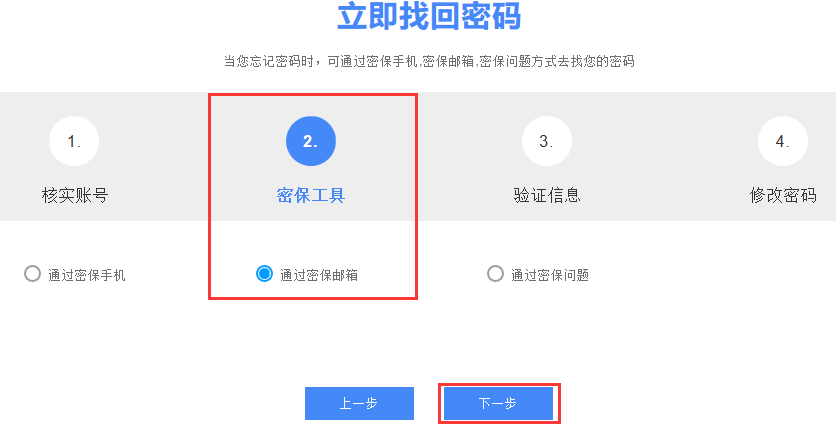 立即找回密码
当您忘记密码时，可通过密保手机,密保邮箱,密保问题方式去找您的密码
1.
2.
3.
4.
核实账号
密保工具
验证信息
修改密码
通过密保手机
通过密保邮箱
通过密保问题
上一步
下一步